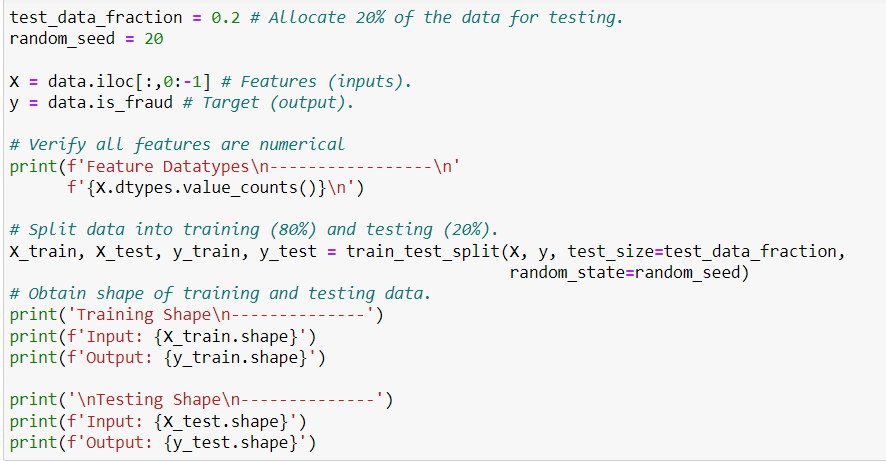 test_data_fraction = 0.2 # Allocate 20% of the data for testing.
random_seed = 20
X = data.iloc[:,0:-1] # Features (inputs).
y = data.is_fraud # Target (output).
# Verify all features are numerical
print(f'Feature Datatypes\n-----------------\n'
f'{X.dtypes.value_counts()}\n')
# Split data into training (80%) and testing (20%).
X_train, X_test, y_train, y_test = train_test_split(X, y, test_size=test_data_fraction,
random_state=random_seed)
# Obtain shape of training and testing data.
print('Training Shape\n--------------')
print(f'Input: {X_train.shape}')
print(f'Output: {y_train.shape}')
print('\nTesting Shape\n--------------')
print(f'Input: {X_test.shape}')
print(f'Output: {y_test.shape}')